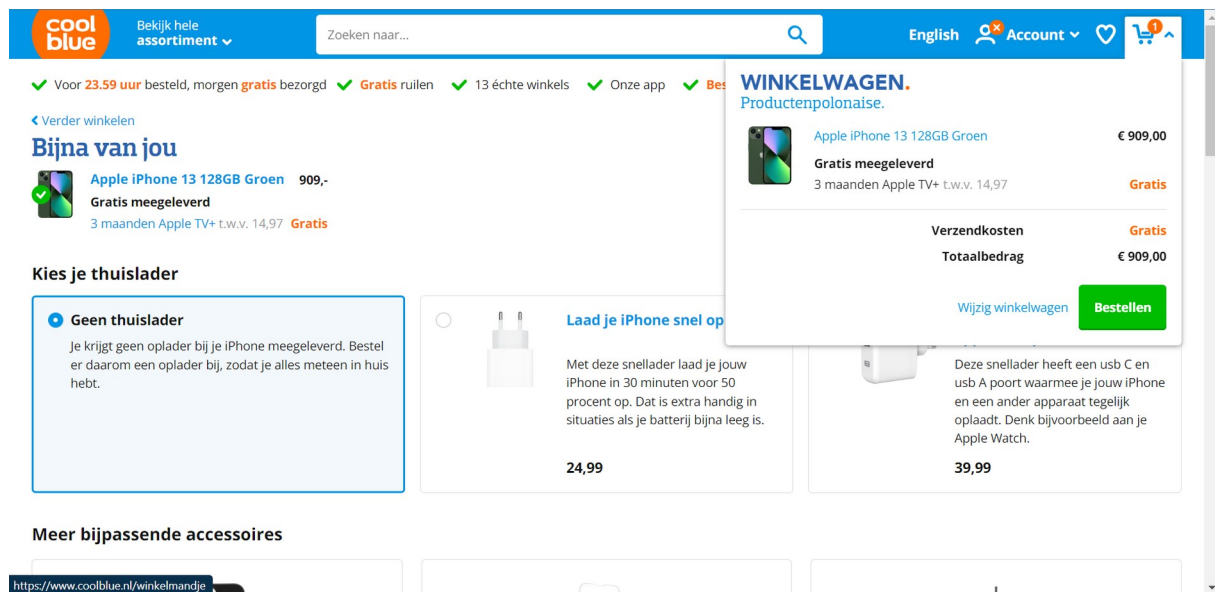 cool
blue
Bekijk hele
assortiment
Zoeken naar...
English
Account
1
Voor 23.59 uur besteld, morgen gratis bezorgd
Gratis ruilen
13 échte winkels
Onze app
Bes
Verder winkelen
Bijna van jou
Apple iPhone 13 128GB Groen 909,-
Gratis meegeleverd
3 maanden Apple TV+ t.w.v. 14,97 Gratis
WINKELWAGEN.
Productenpolonaise.
Apple iPhone 13 128GB Groen € 909,00
Gratis meegeleverd
3 maanden Apple TV+ t.w.v. 14,97 Gratis
Verzendkosten Gratis
Totaalbedrag € 909,00
Wijzig winkelwagen
Bestellen
Kies je thuislader
Geen thuislader
Je krijgt geen oplader bij je iPhone meegeleverd. Bestel
er daarom een oplader bij, zodat je alles meteen in huis
hebt.
Laad je iPhone snel op
Met deze snellader laad je jouw
iPhone in 30 minuten voor 50
procent op. Dat is extra handig in
situaties als je batterij bijna leeg is.
24,99
Deze snellader heeft een usb C en
usb A poort waarmee je jouw iPhone
en een ander apparaat tegelijk
oplaadt. Denk bijvoorbeeld aan je
Apple Watch.
39,99
Meer bijpassende accessoires
https://www.coolblue.nl/winkelmandje